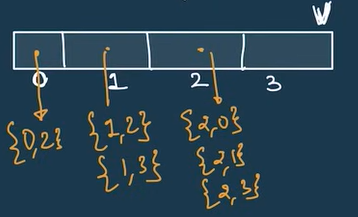 0 1 2 3
{0,2} {1,2} {2,0}
{1,3} {2,1}
{2,3}